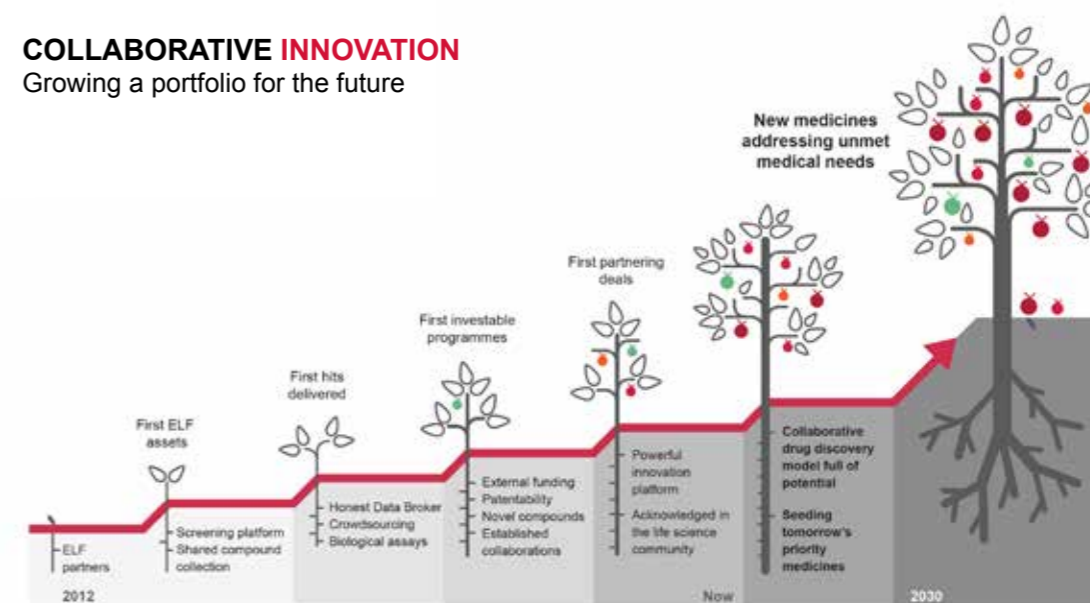 COLLABORATIVE INNOVATION
Growing a portfolio for the future
New medicines
addressing unmet
medical needs
First partnering
deals
First investable
programmes
First hits
delivered
First ELF
assets
ELF
partners
Screening platform
Shared compound
collection
Honest Data Broker
Crowdsourcing
Biological assays
External funding
Patentability
Novel compounds
Established
collaborations
Powerful
innovation
platform
Acknowledged in
the life science
community
Collaborative
drug discovery
model full of
potential
Seeding
tomorrow's
priority
medicines
2012
Now
2030